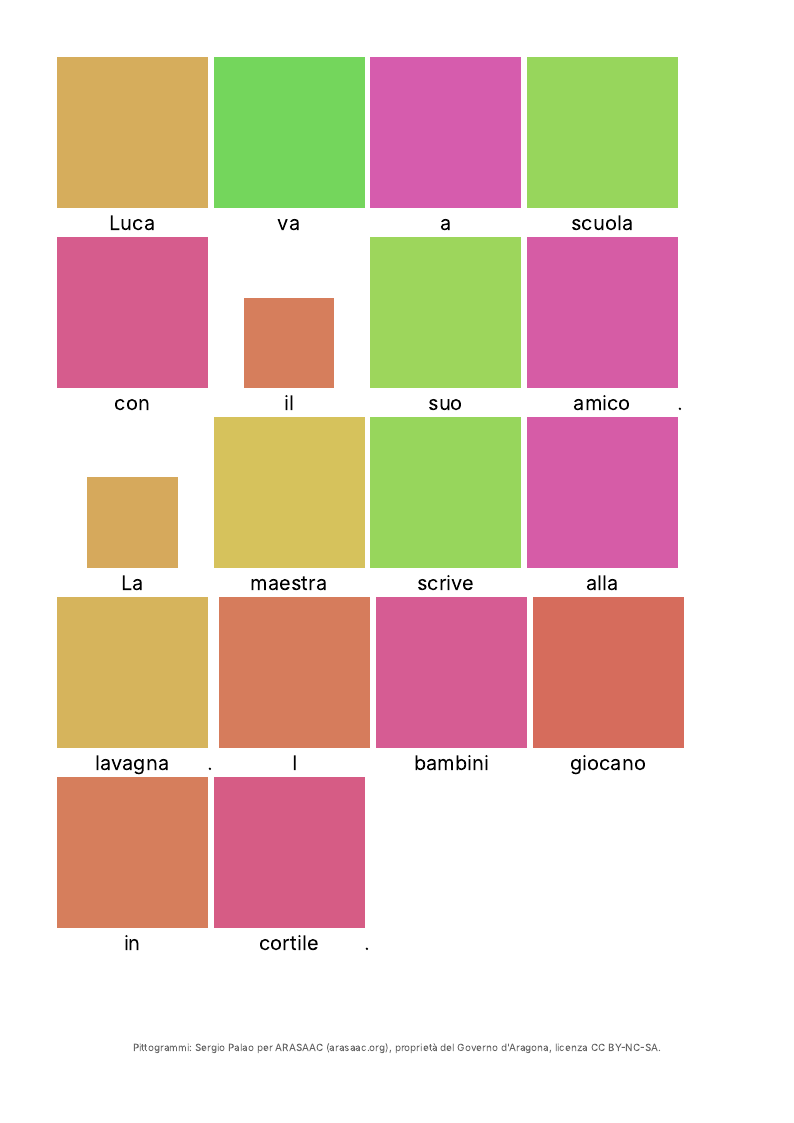 Luca va a scuola
con il suo amico.
La maestra scrive alla
lavagna. I bambini giocano
in cortile.
Pittogrammi: Sergio Palao per ARASAAC (arasaac.org), proprietà del Governo d'Aragona, licenza CC BY-NC-SA.